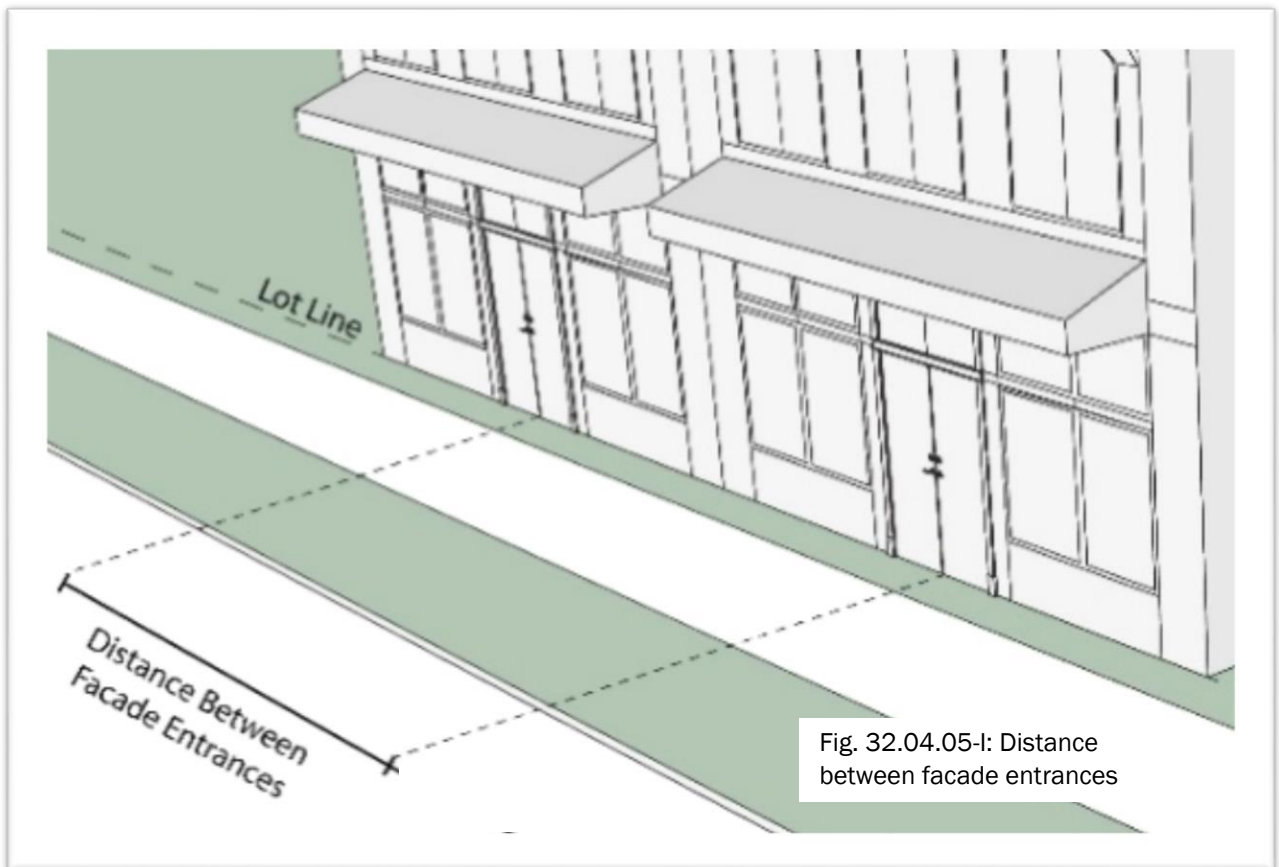 Lot Line
Distance Between
Facade Entrances
Fig. 32.04.05-I: Distance
between facade entrances